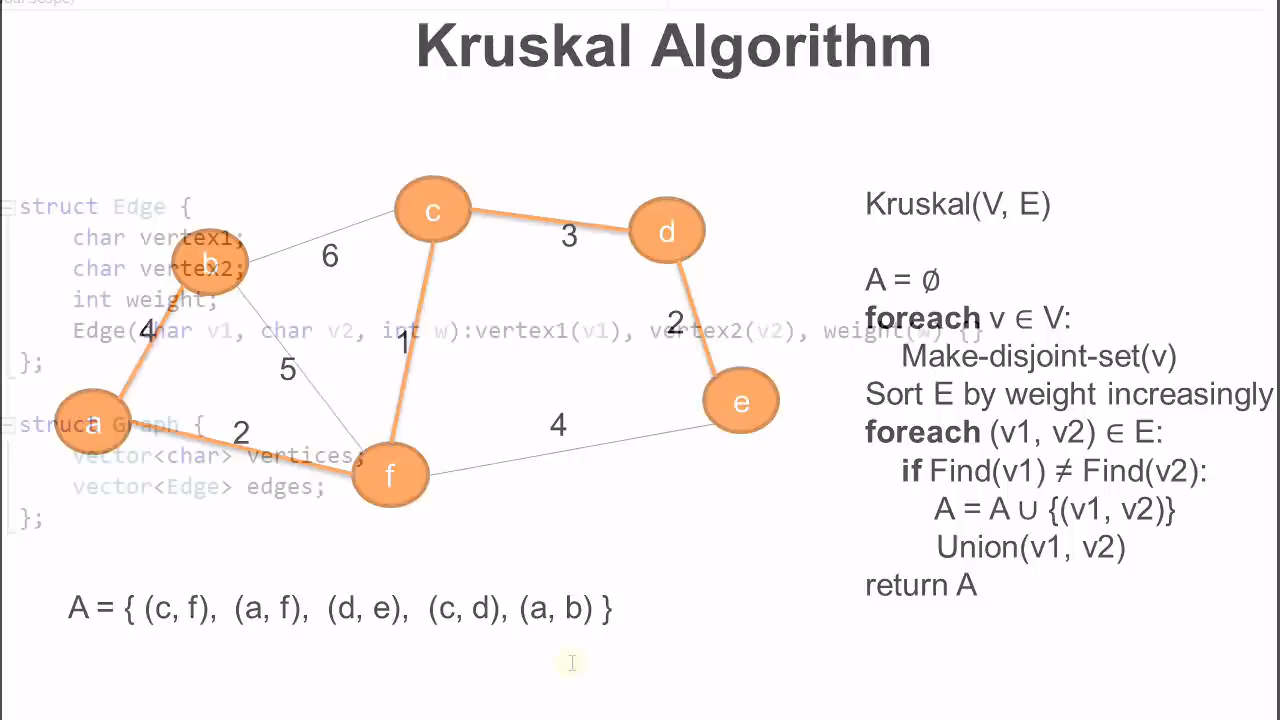 Kruskal Algorithm
struct Edge {
char vertex1;
char vertex2;
int weight;
Edge(char v1, char v2, int w):vertex1(v1), vertex2(v2), weight(w) {}
};
struct Graph {
vector<char> vertices;
vector<Edge> edges;
};
b
c
d
a
f
e
6
3
4
1
2
5
2
4
Kruskal(V, E)
A = ∅
foreach v ∈ V:
Make-disjoint-set(v)
Sort E by weight increasingly
foreach (v1, v2) ∈ E:
if Find(v1) ≠ Find(v2):
A = A ∪ {(v1, v2)}
Union(v1, v2)
return A
A = { (c, f), (a, f), (d, e), (c, d), (a, b) }